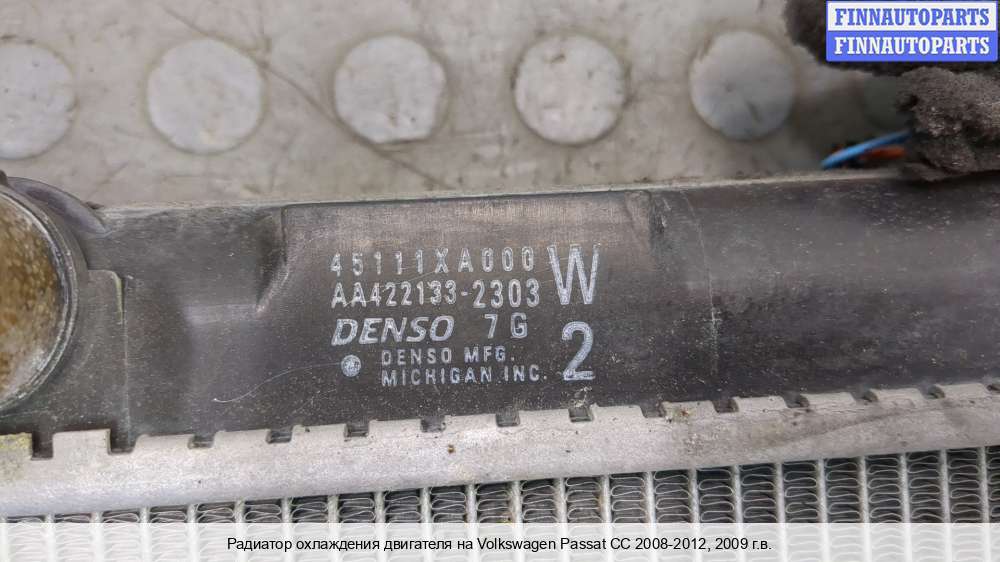 FINNAUTOPARTS
FINNAUTOPARTS
45111XA000 W
AA422133-2303
DENSO 7G
DENSO MFG. 2
MICHIGAN INC.
Радиатор охлаждения двигателя на Volkswagen Passat CC 2008-2012, 2009 г.в.